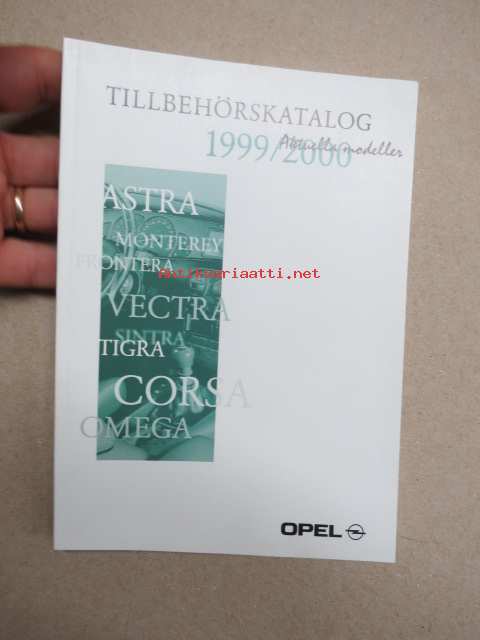 TILLBEHÖRSKATALOG
1999/2000
Aktuella modeller
ASTRA
MONTEREY
FRONTERA
antikvariaatti.net
VECTRA
SINTRA
TIGRA
CORSA
OMEGA
OPEL